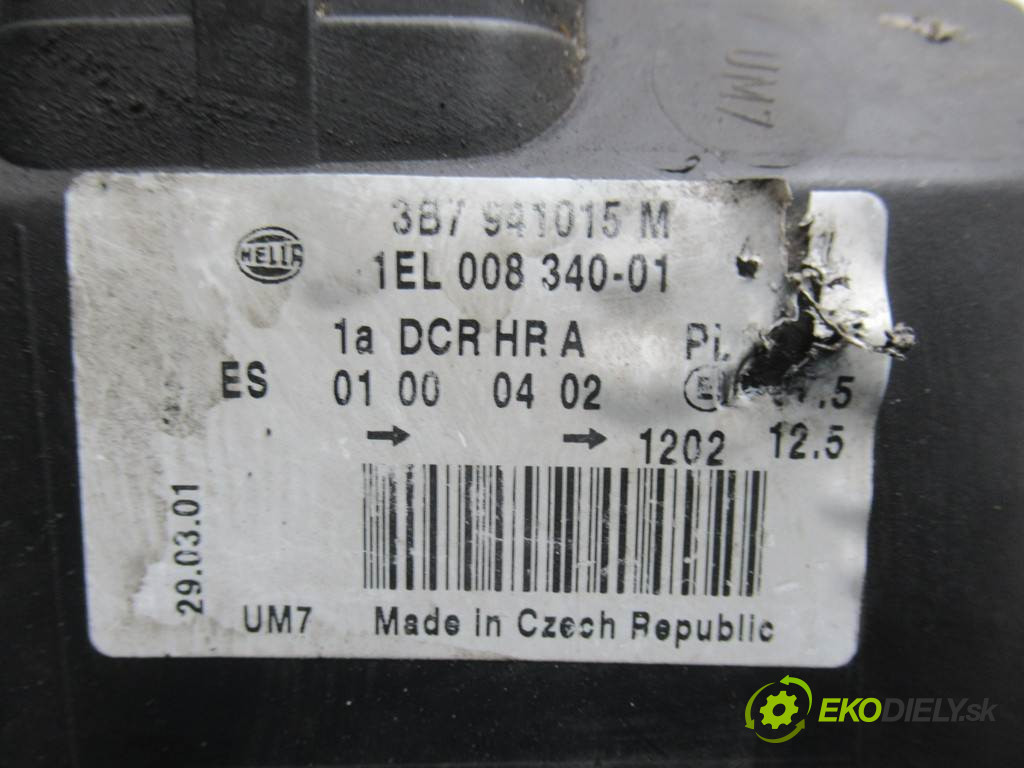 UM7
3B7 941015 M
HELLA
1EL 008 340-01
1a DCR HR A
ES 01 00 04 02
→ → 1202 12.5
29.03.01
UM7 Made in Czech Republic
EKODIELY.sk